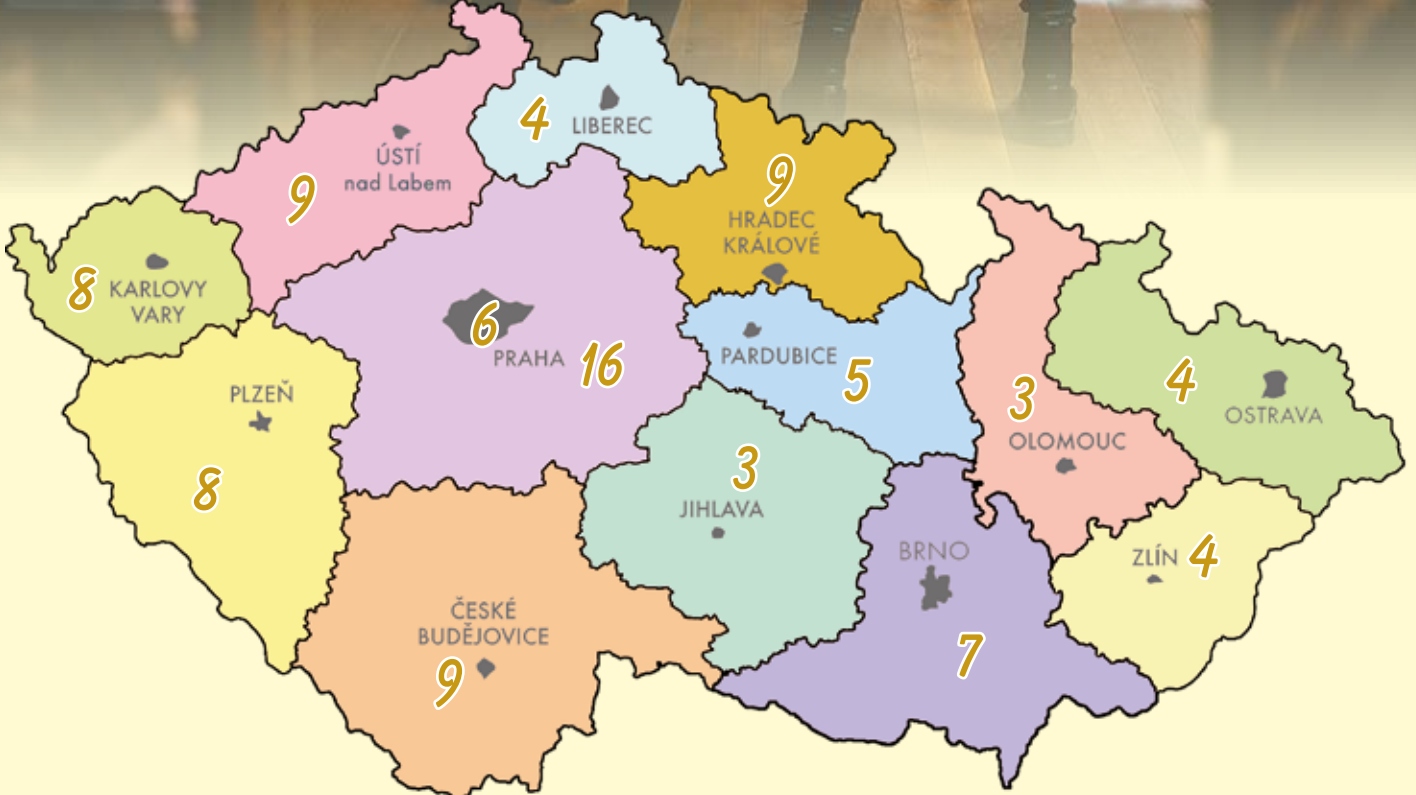 4
LIBEREC
ÚSTÍ
nad Labem
9
9
HRADEC
KRÁLOVÉ
8
KARLOVY
VARY
6
PRAHA
16
PARDUBICE
5
PLZEŇ
8
3
OLOMOUC
4
OSTRAVA
3
JIHLAVA
BRNO
7
ZLÍN
4
ČESKÉ
BUDĚJOVICE
9